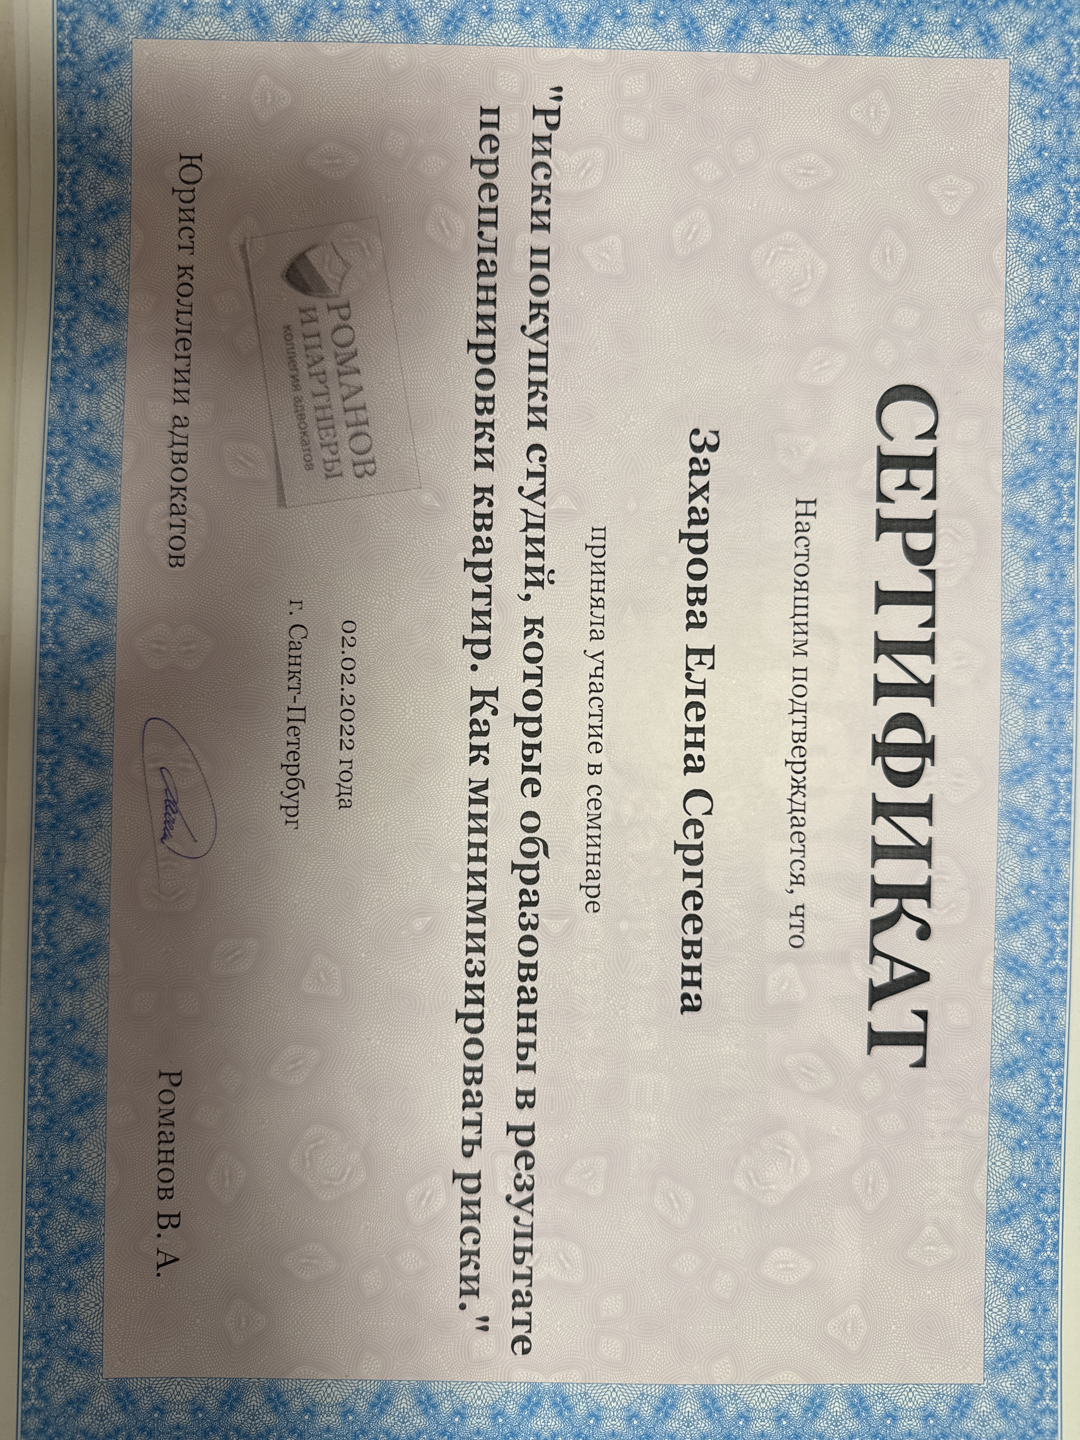 СЕРТИФИКАТ
Настоящим подтверждается, что
Захарова Елена Сергеевна
приняла участие в семинаре
"Риски покупки студий, которые образованы в результате
перепланировки квартир. Как минимизировать риски."
РОМАНОВ
И ПАРТНЕРЫ
коллегия адвокатов
02.02.2022 года
г. Санкт-Петербург
Юрист коллегии адвокатов
Романов В. А.